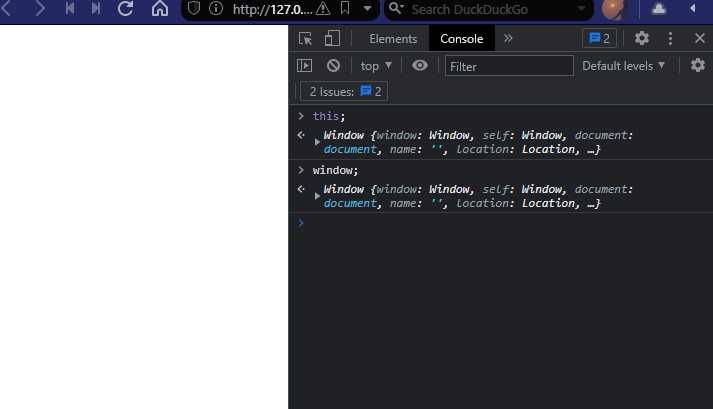 http://127.0....
Search DuckDuckGo
Elements Console » 2
top Filter Default levels
2 Issues: 2
this;
Window {window: Window, self: Window, document:
document, name: '', location: Location, …}
window;
Window {window: Window, self: Window, document:
document, name: '', location: Location, …}